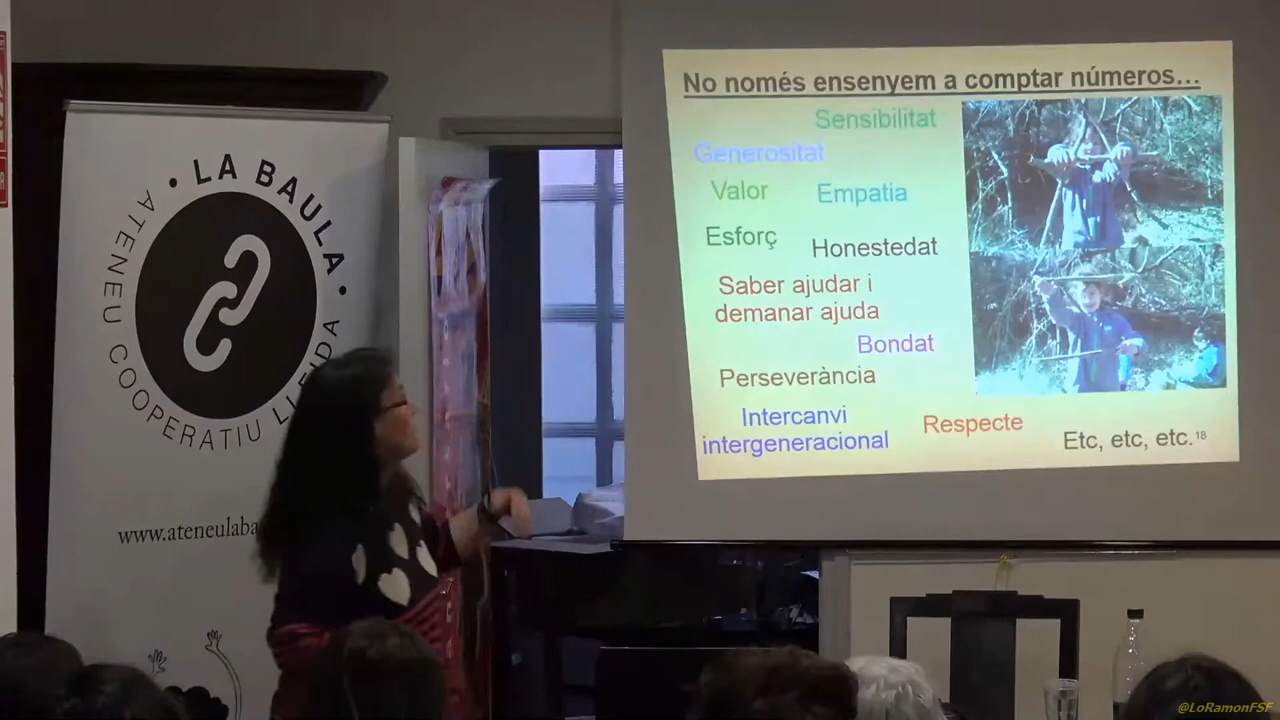 • LA BAULA •
ATENEU COOPERATIU LLEIDA
www.ateneulaba
No només ensenyem a comptar números...
Sensibilitat
Generositat
Valor
Empatia
Esforç
Honestedat
Saber ajudar i
demanar ajuda
Bondat
Perseverància
Intercanvi
intergeneracional
Respecte
Etc, etc, etc.
18
@LoRamonFSF